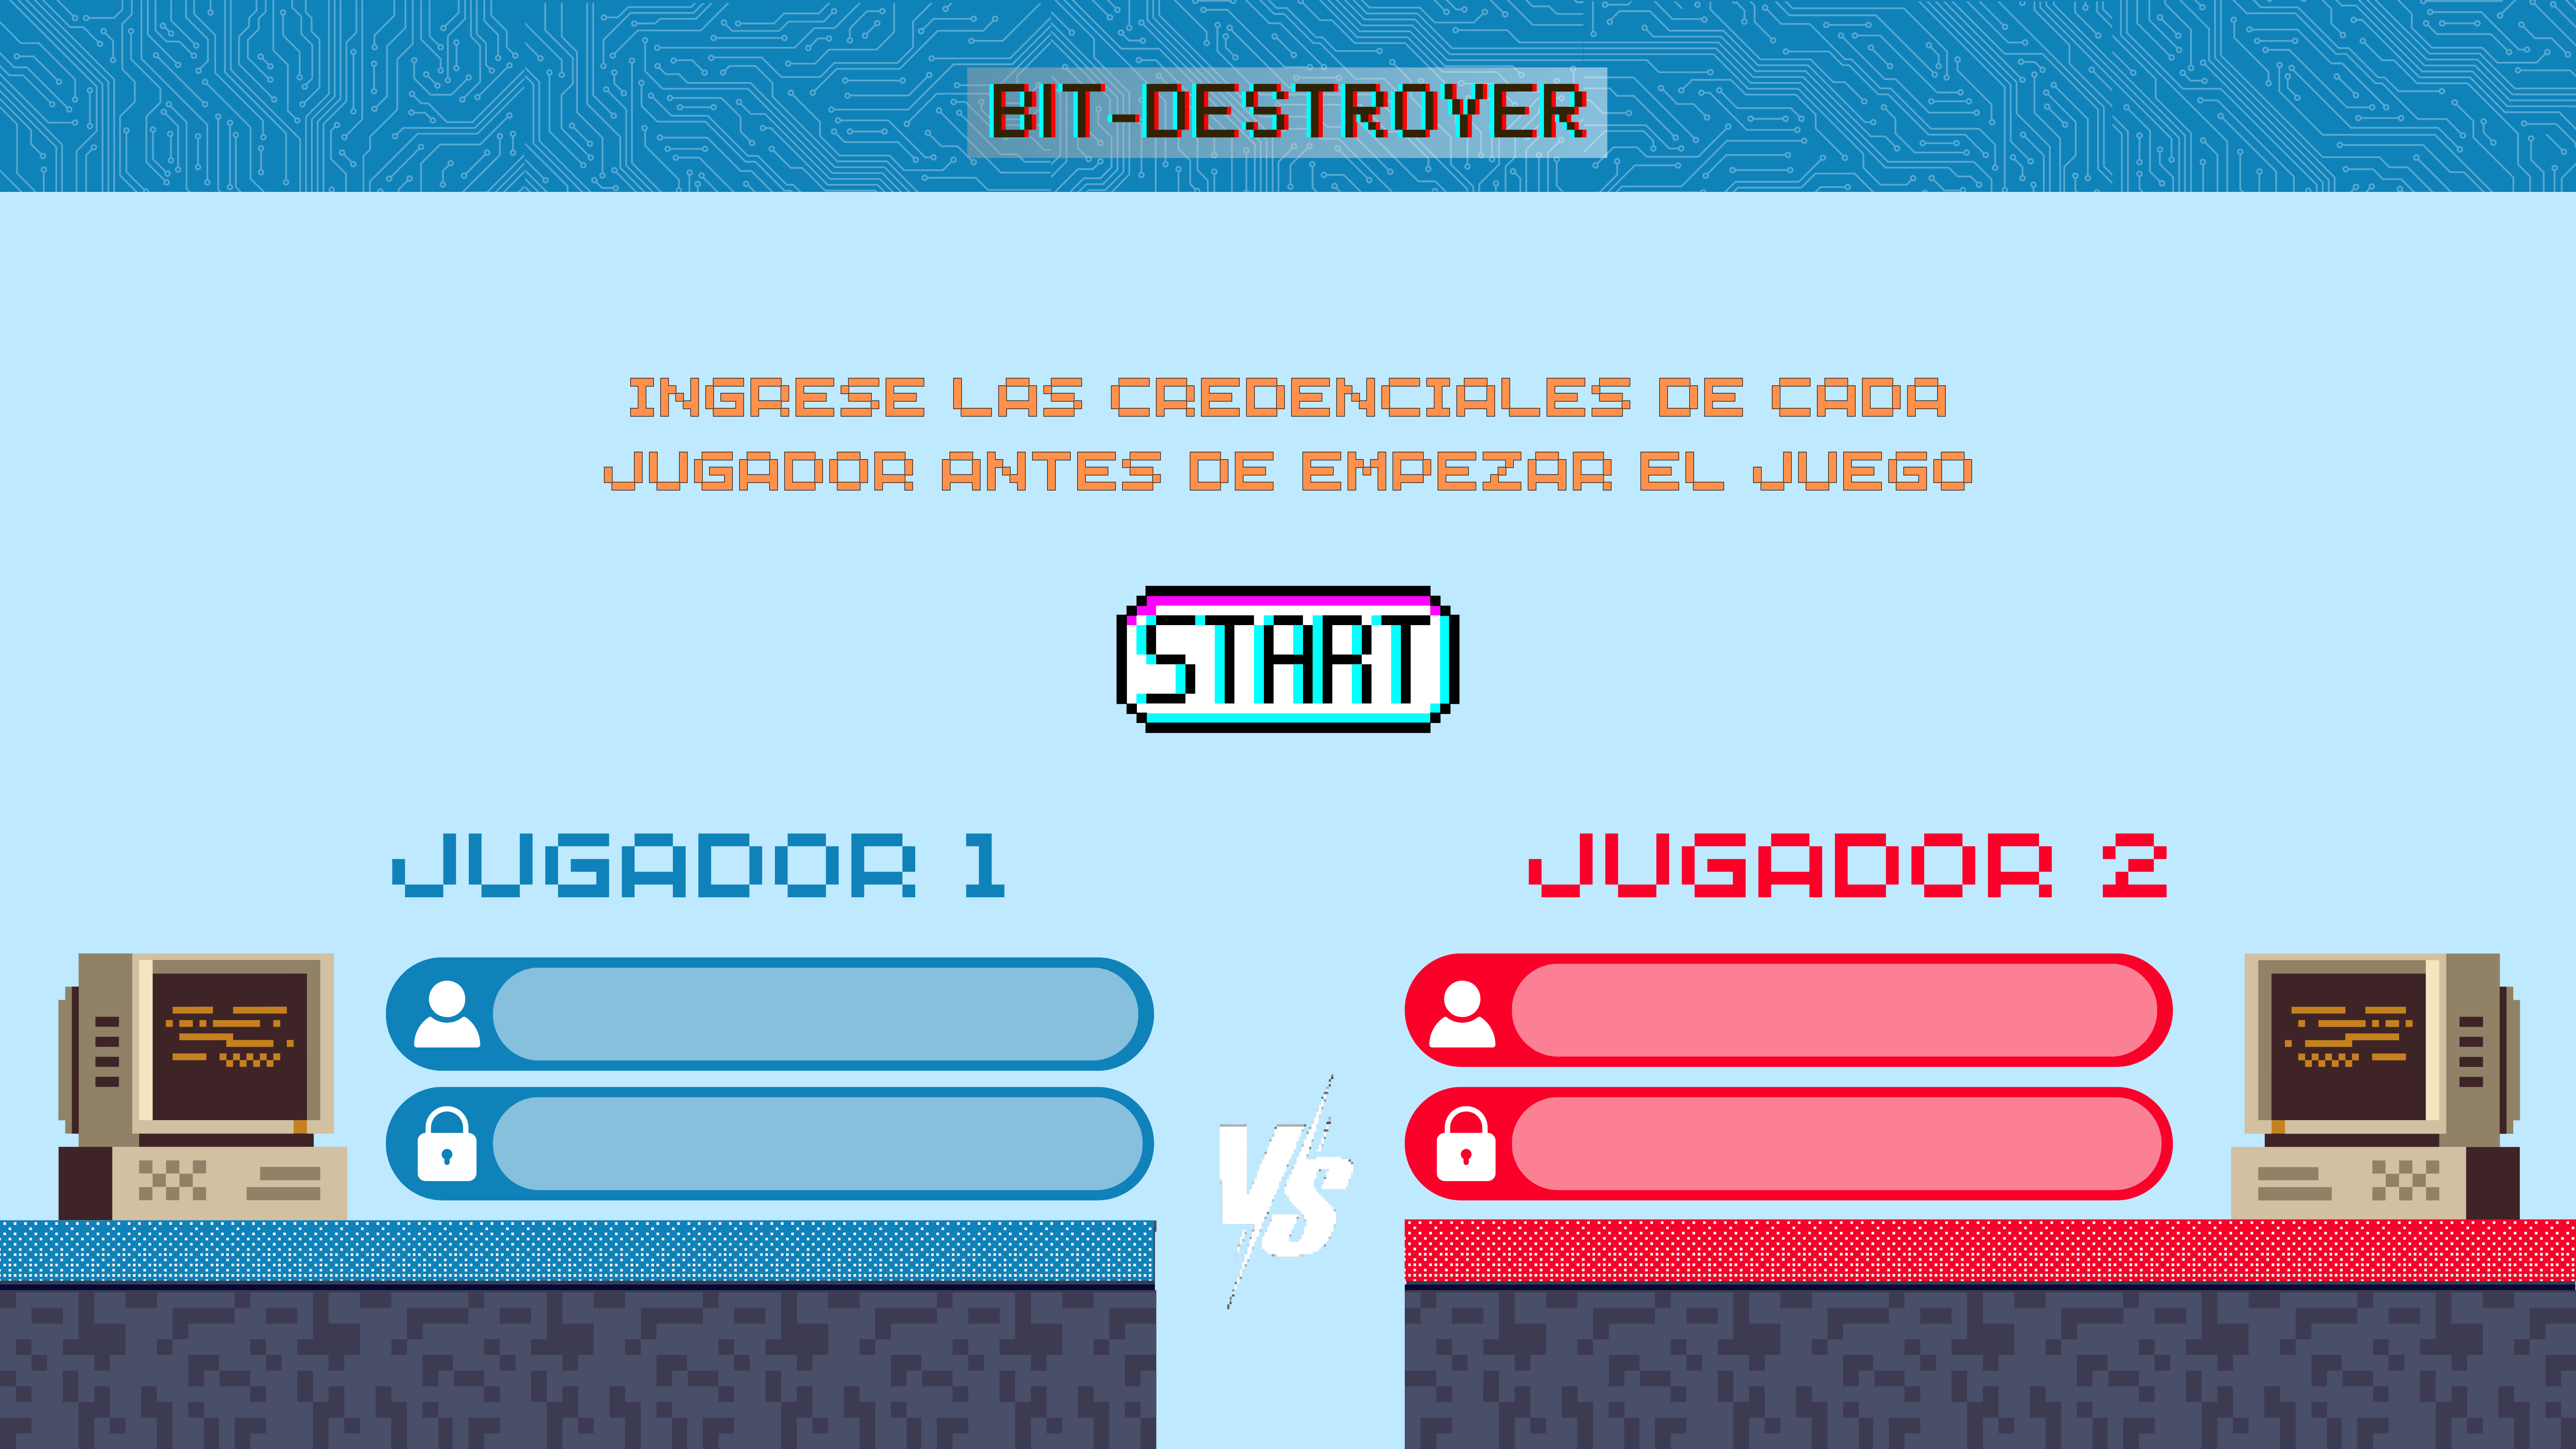 BIT-DESTROYER
INGRESE LAS CREDENCIALES DE CADA
JUGADOR ANTES DE EMPEZAR EL JUEGO
START
JUGADOR 1
JUGADOR 2
VS